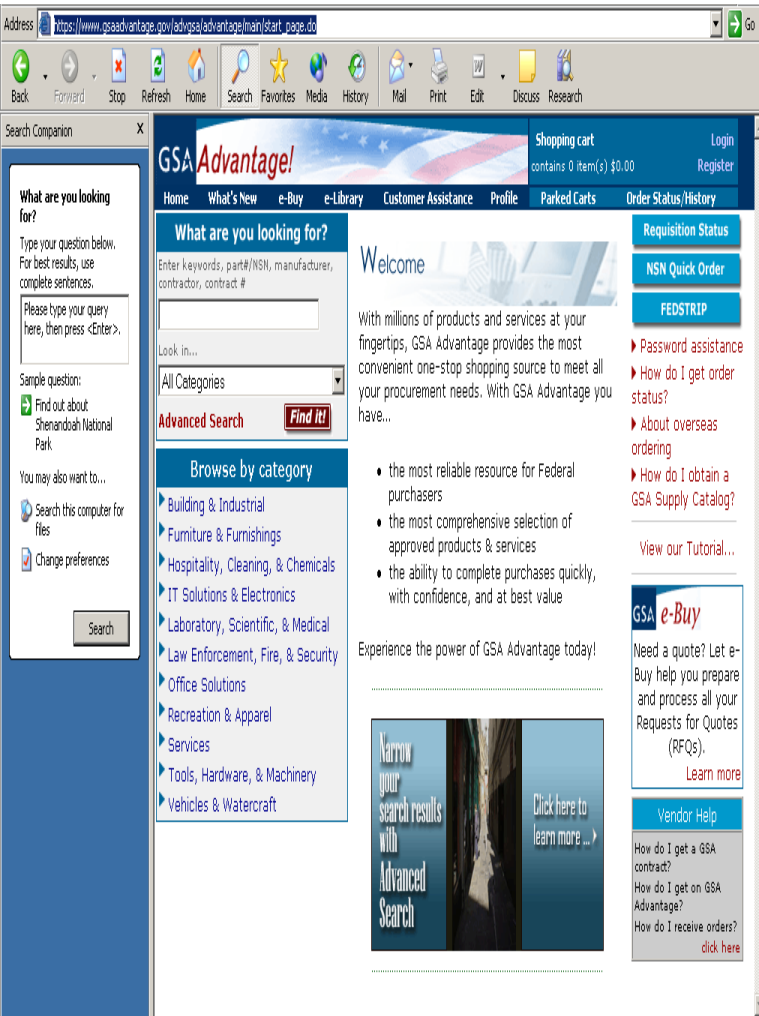 Address https://www.gsaadvantage.gov/advgsa/advantage/main/start_page.do Go
Back Forward Stop Refresh Home Search Favorites Media History Mail Print Edit Discuss Research
Search Companion X
What are you looking
for?
Type your question below.
For best results, use
complete sentences.
Please type your query
here, then press <Enter>.
Sample question:
Find out about
Shenandoah National
Park
You may also want to...
Search this computer for
files
Change preferences
Search
GSA Advantage!
Shopping cart
contains 0 item(s) $0.00
Login
Register
Home What's New e-Buy e-Library Customer Assistance Profile Parked Carts Order Status/History
What are you looking for?
Enter keywords, part#/NSN, manufacturer,
contractor, contract #
Look in...
All Categories
Advanced Search Find it!
Browse by category
Building & Industrial
Furniture & Furnishings
Hospitality, Cleaning, & Chemicals
IT Solutions & Electronics
Laboratory, Scientific, & Medical
Law Enforcement, Fire, & Security
Office Solutions
Recreation & Apparel
Services
Tools, Hardware, & Machinery
Vehicles & Watercraft
Welcome
With millions of products and services at your
fingertips, GSA Advantage provides the most
convenient one-stop shopping source to meet all
your procurement needs. With GSA Advantage you
have...
• the most reliable resource for Federal
purchasers
• the most comprehensive selection of
approved products & services
• the ability to complete purchases quickly,
with confidence, and at best value
Experience the power of GSA Advantage today!
Narrow
your
search results
with
Advanced
Search
Click here to
learn more ... >
Requisition Status
NSN Quick Order
FEDSTRIP
Password assistance
How do I get order
status?
About overseas
ordering
How do I obtain a
GSA Supply Catalog?
View our Tutorial...
GSA e-Buy
Need a quote? Let e-
Buy help you prepare
and process all your
Requests for Quotes
(RFQs).
Learn more
Vendor Help
How do I get a GSA
contract?
How do I get on GSA
Advantage?
How do I receive orders?
click here